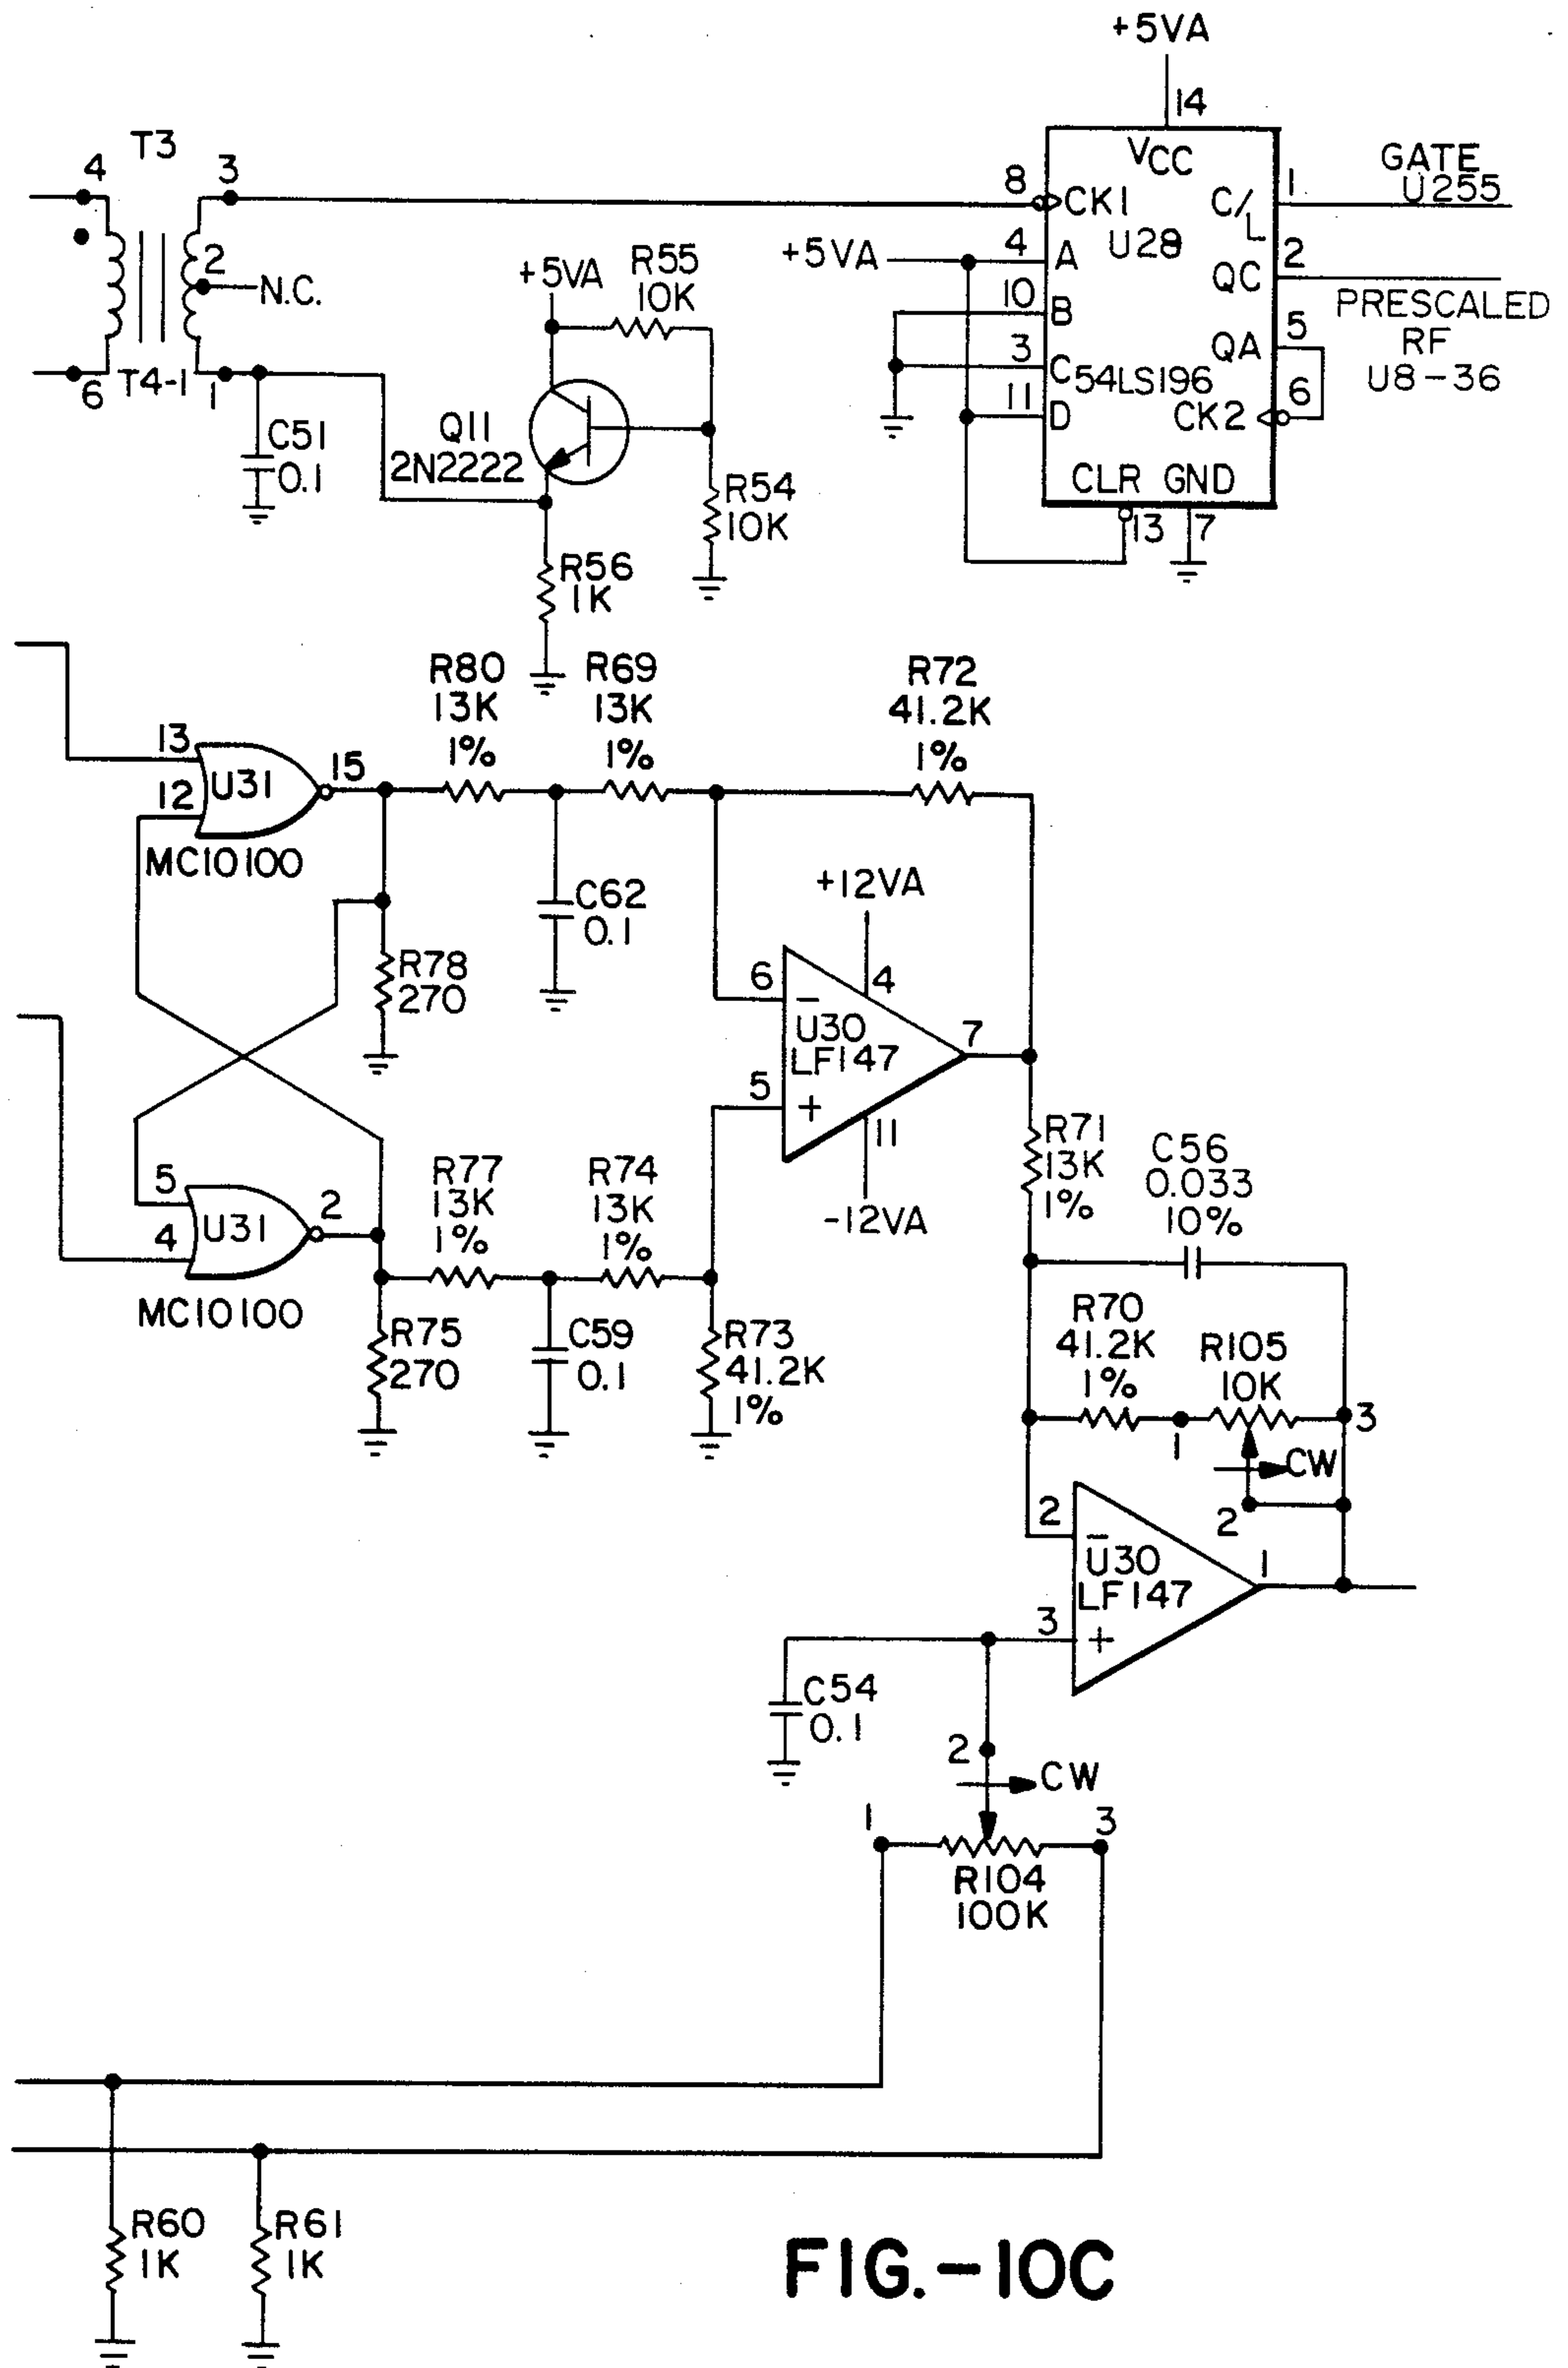 +5VA
14
VCC
T3
4
3
8
CK1
C/L
1
GATE
U255
U28
2
N.C.
+5VA
R55
10K
+5VA
4
A
QC
2
PRESCALED
RF
U8-36
10
B
3
C
54LS196
QA
5
11
D
CK2
6
6
T4-1
1
C51
0.1
Q11
2N2222
R54
10K
CLR
GND
13
7
R56
1K
R80
13K
1%
R69
13K
1%
R72
41.2K
1%
13
12
U31
15
MC10100
C62
0.1
+12VA
R78
270
6
−
4
U30
LF147
7
5
+
11
-12VA
R71
13K
1%
C56
0.033
10%
5
4
U31
2
MC10100
R77
13K
1%
R74
13K
1%
R75
270
C59
0.1
R73
41.2K
1%
R70
41.2K
1%
R105
10K
1
3
CW
2
2
−
U30
LF147
1
3
+
C54
0.1
2
CW
1
3
R104
100K
R60
1K
R61
1K
FIG.-10C